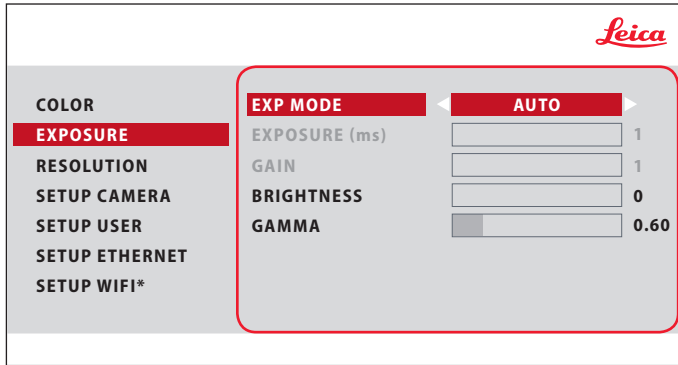 Leica
COLOR
EXPOSURE
RESOLUTION
SETUP CAMERA
SETUP USER
SETUP ETHERNET
SETUP WIFI*
EXP MODE AUTO
EXPOSURE (ms) 1
GAIN 1
BRIGHTNESS 0
GAMMA 0.60